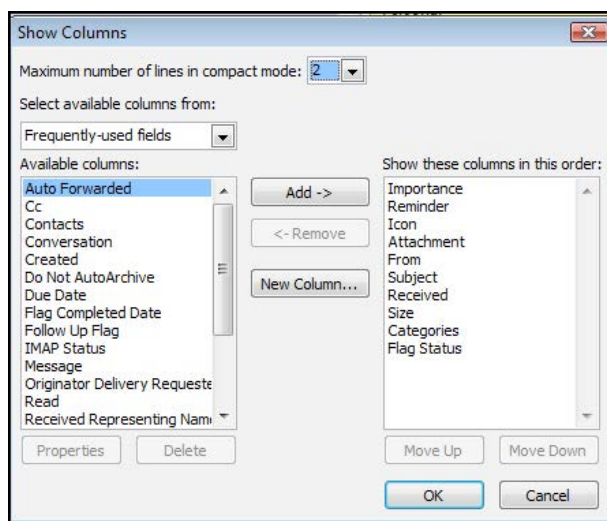 Show Columns
Maximum number of lines in compact mode: 2
Select available columns from:
Frequently-used fields
Available columns:
Auto Forwarded
Cc
Contacts
Conversation
Created
Do Not AutoArchive
Due Date
Flag Completed Date
Follow Up Flag
IMAP Status
Message
Originator Delivery Requeste
Read
Received Representing Nam
Properties
Delete
Add ->
<- Remove
New Column...
Show these columns in this order:
Importance
Reminder
Icon
Attachment
From
Subject
Received
Size
Categories
Flag Status
Move Up
Move Down
OK
Cancel